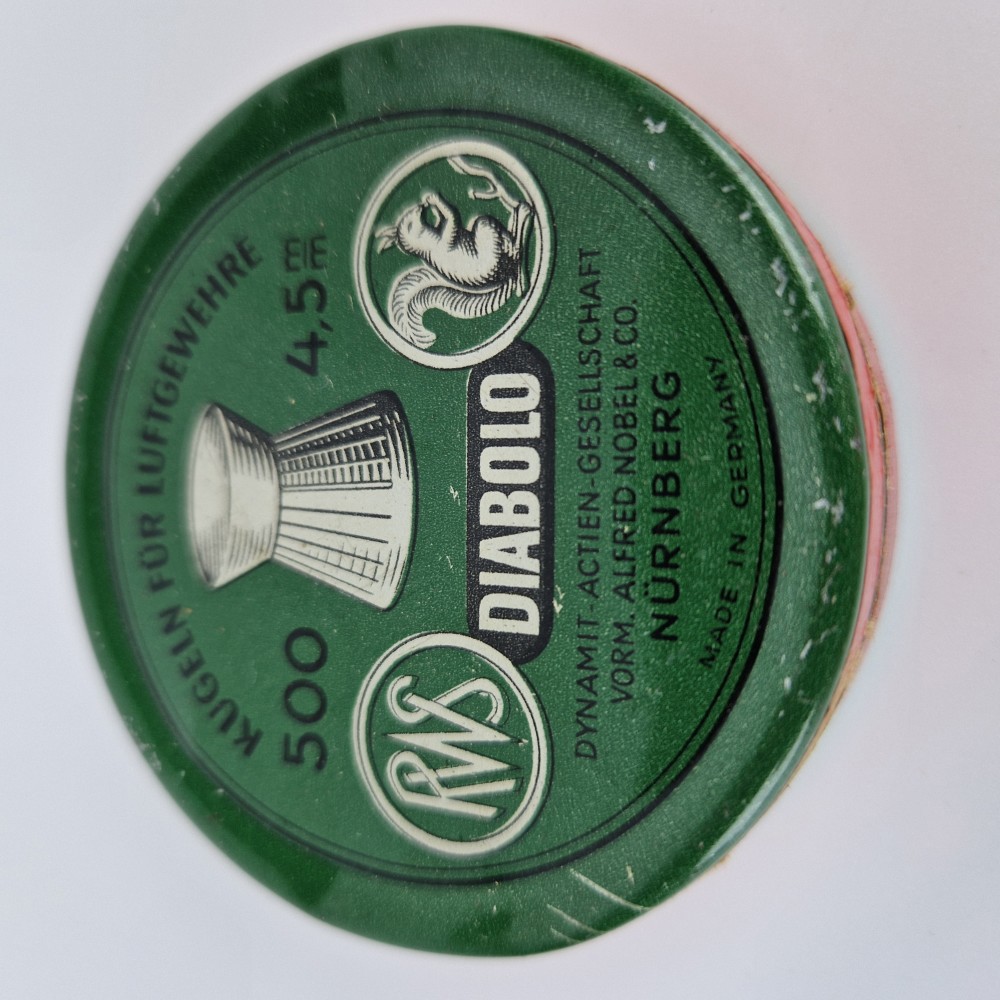 KUGELN FÜR LUFTGEWEHRE
500 4,5 m/m
RWS
DIABOLO
DYNAMIT-ACTIEN-GESELLSCHAFT
VORM. ALFRED NOBEL & CO.
NÜRNBERG
MADE IN GERMANY